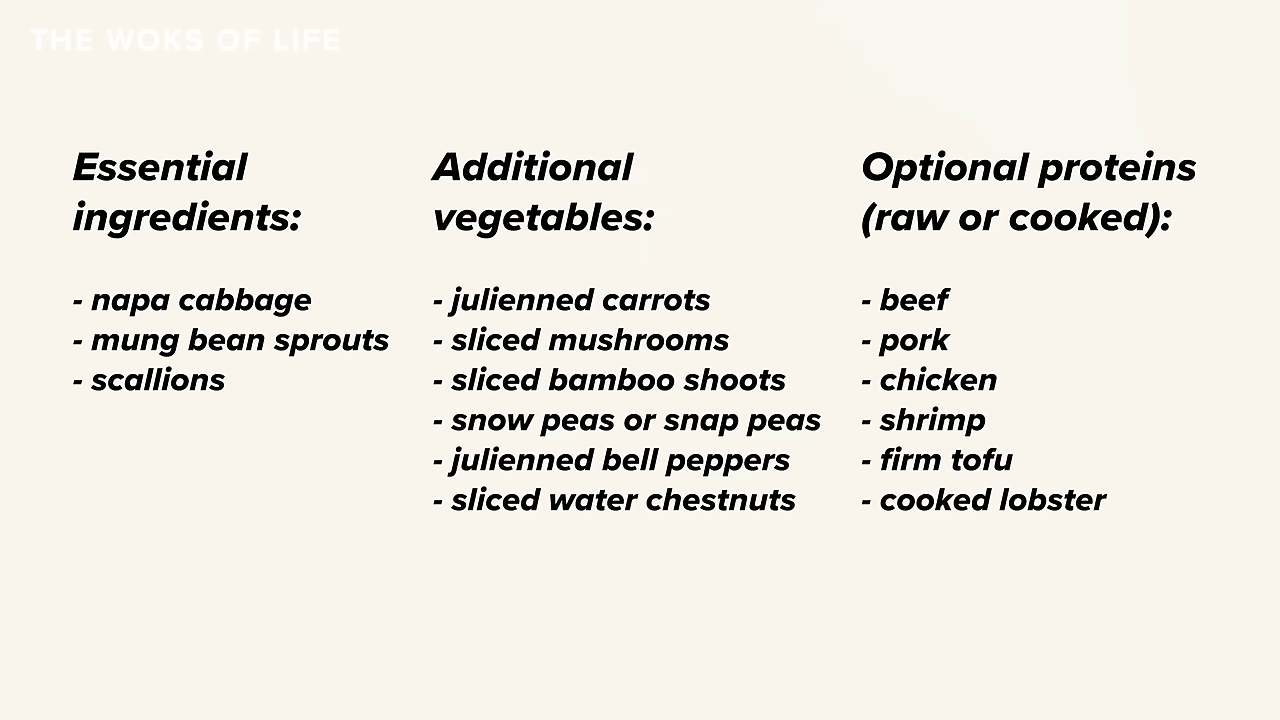 THE WOKS OF LIFE
Essential
ingredients:
- napa cabbage
- mung bean sprouts
- scallions
Additional
vegetables:
- julienned carrots
- sliced mushrooms
- sliced bamboo shoots
- snow peas or snap peas
- julienned bell peppers
- sliced water chestnuts
Optional proteins
(raw or cooked):
- beef
- pork
- chicken
- shrimp
- firm tofu
- cooked lobster